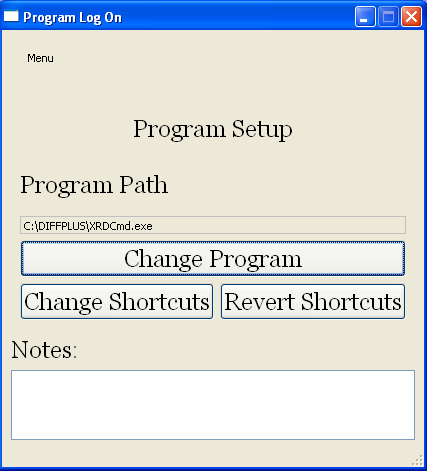 Program Log On
Menu
Program Setup
Program Path
C:\DIFFPLUS\XRDCmd.exe
Change Program
Change Shortcuts Revert Shortcuts
Notes: